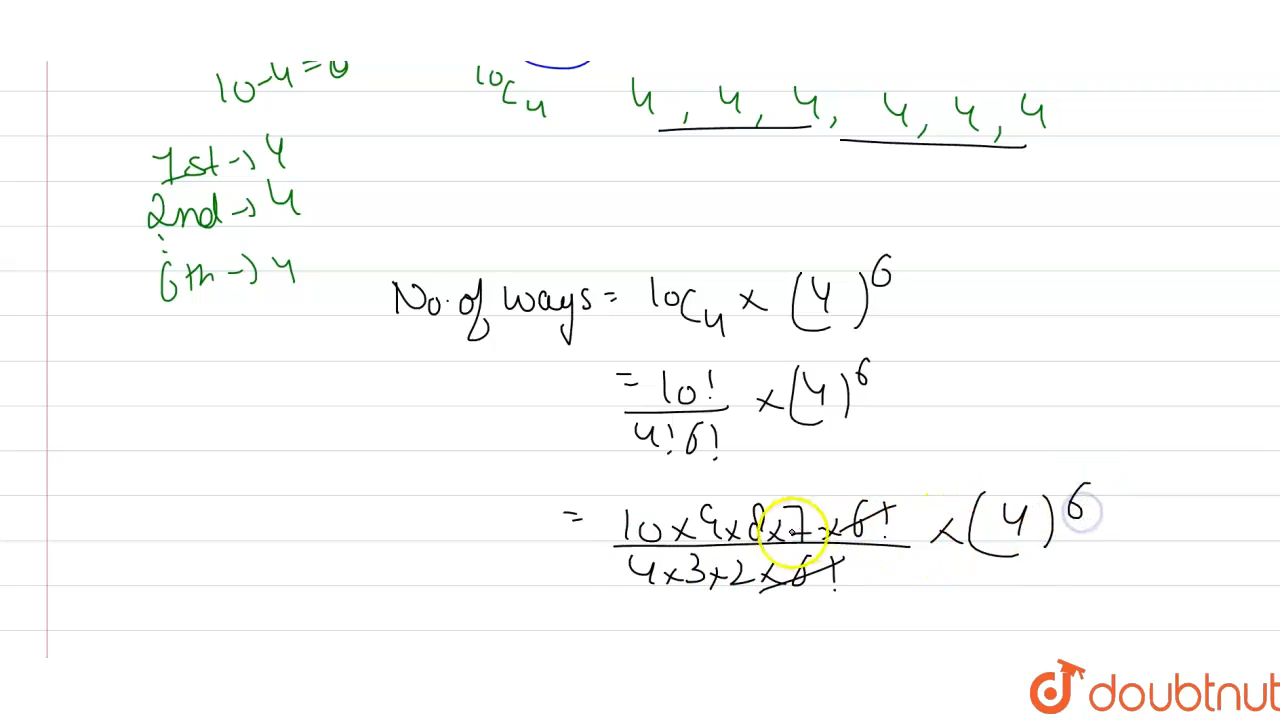 10-4=6
10C4 4, 4, 4, 4, 4, 4
1st→4
2nd→4
⋮
6th→4
No. of ways = 10C4 × (4)^6
= 10!/4!6! × (4)^6
= 10×9×8×7×6!/4×3×2×6! × (4)^6
doubtnut